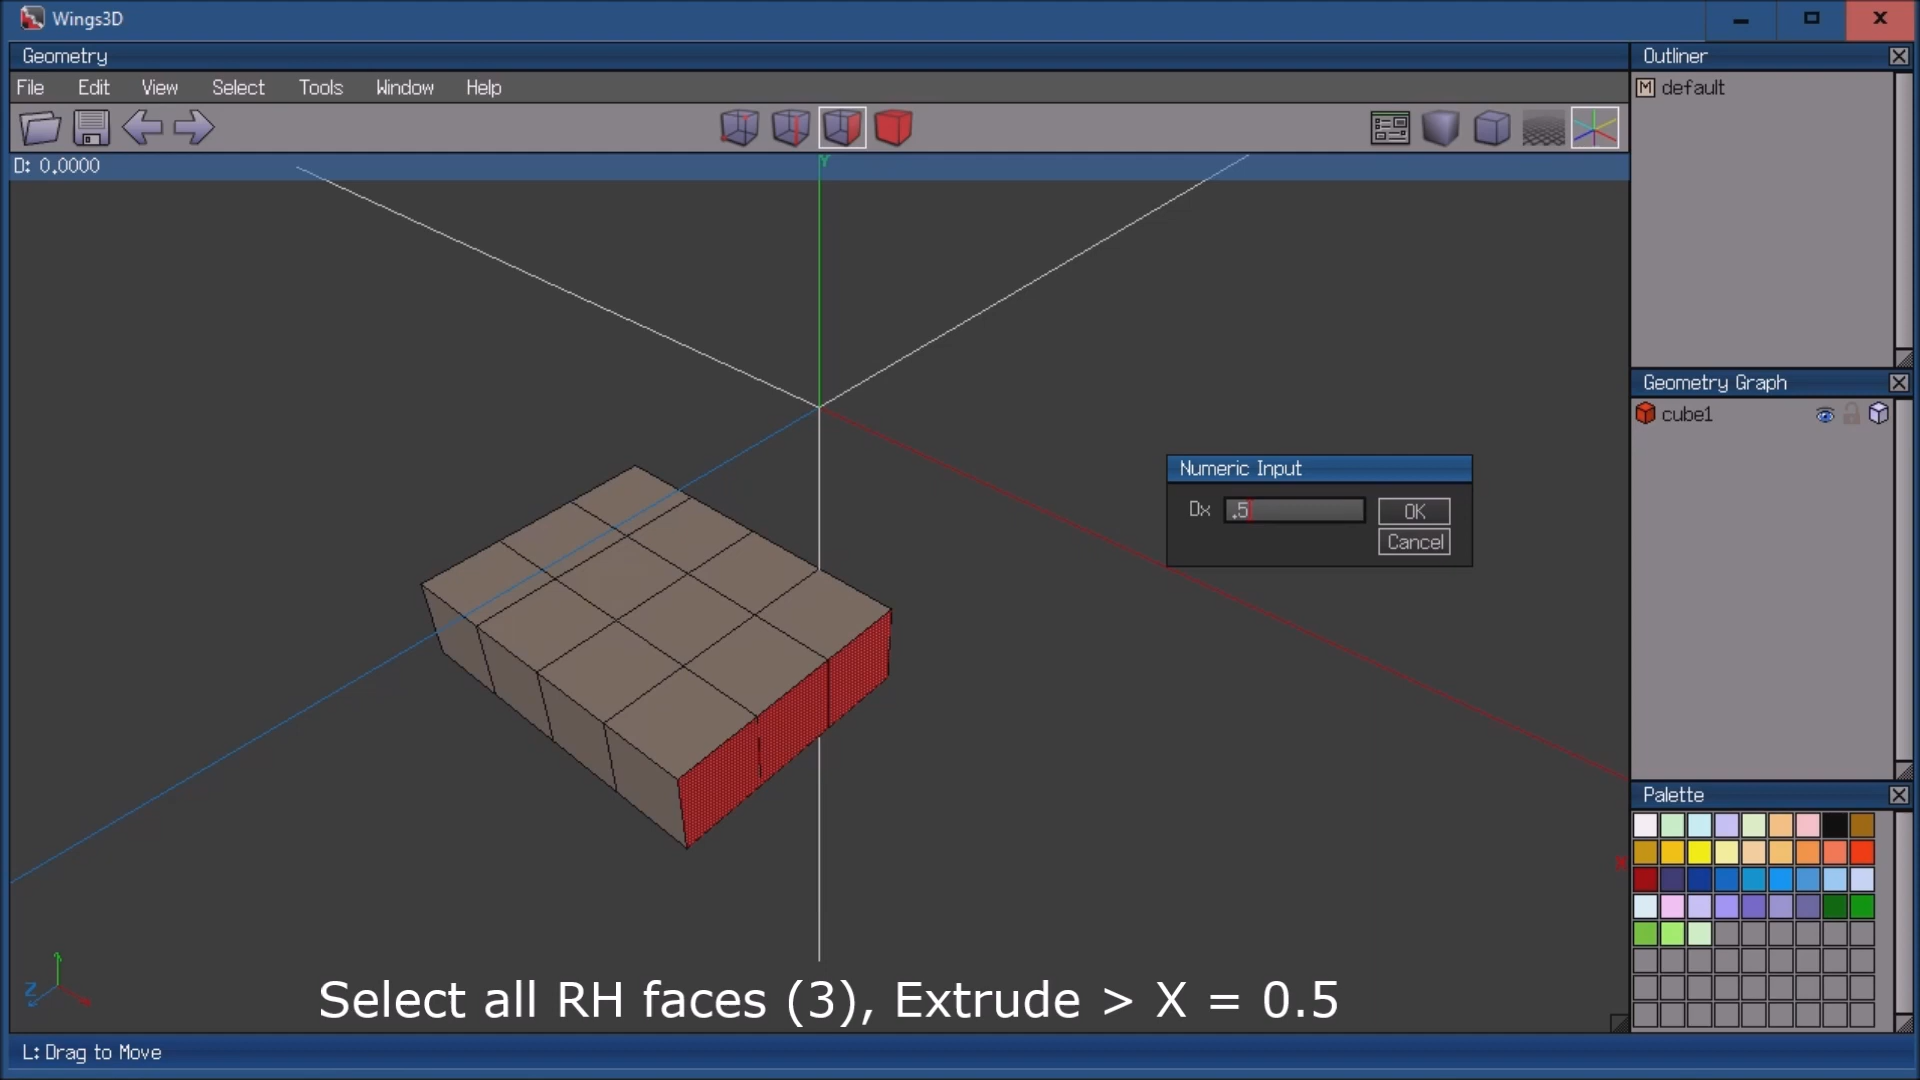 Wings3D
Geometry
File Edit View Select Tools Window Help
D: 0.0000
Y
Outliner
M default
Geometry Graph
cube1
Numeric Input
Dx .5 OK
Cancel
Palette
X
Z
Select all RH faces (3), Extrude > X = 0.5
L: Drag to Move